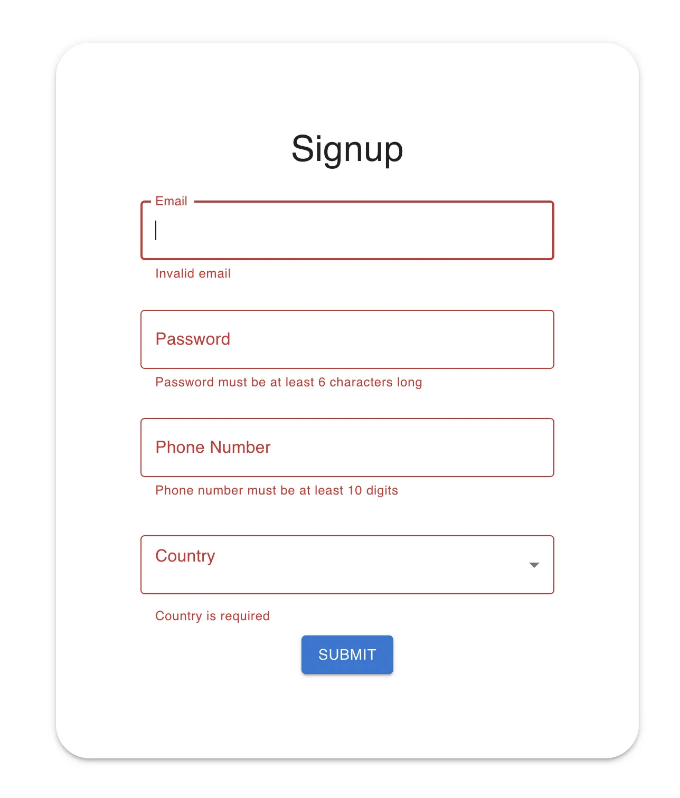 Signup
Email
Invalid email
Password
Password must be at least 6 characters long
Phone Number
Phone number must be at least 10 digits
Country
Country is required
SUBMIT